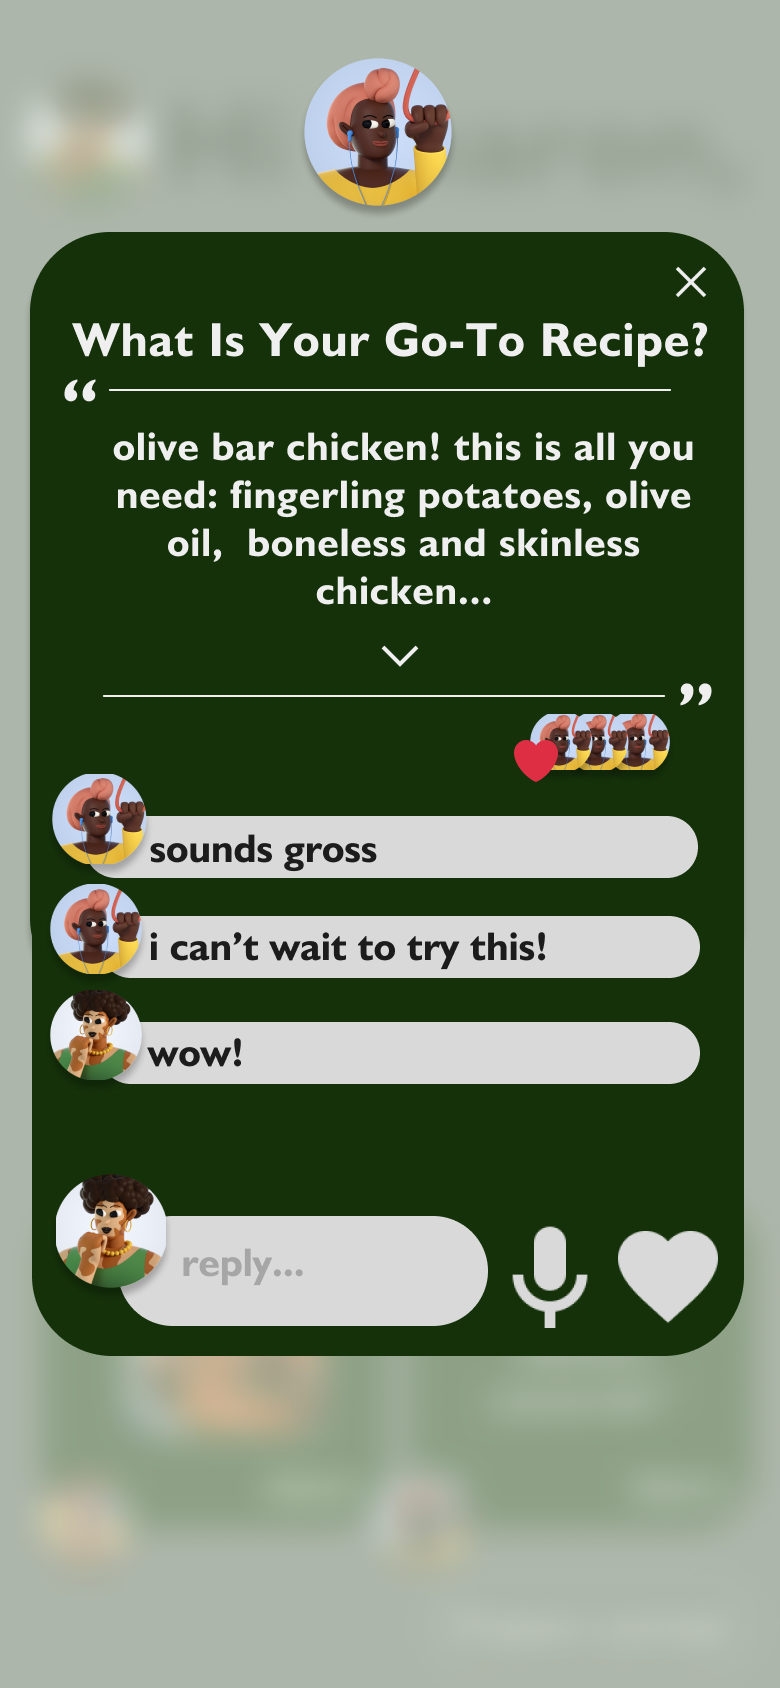 What Is Your Go-To Recipe?
“
olive bar chicken! this is all you
need: fingerling potatoes, olive
oil,  boneless and skinless
chicken...
”
sounds gross
i can’t wait to try this!
wow!
reply...